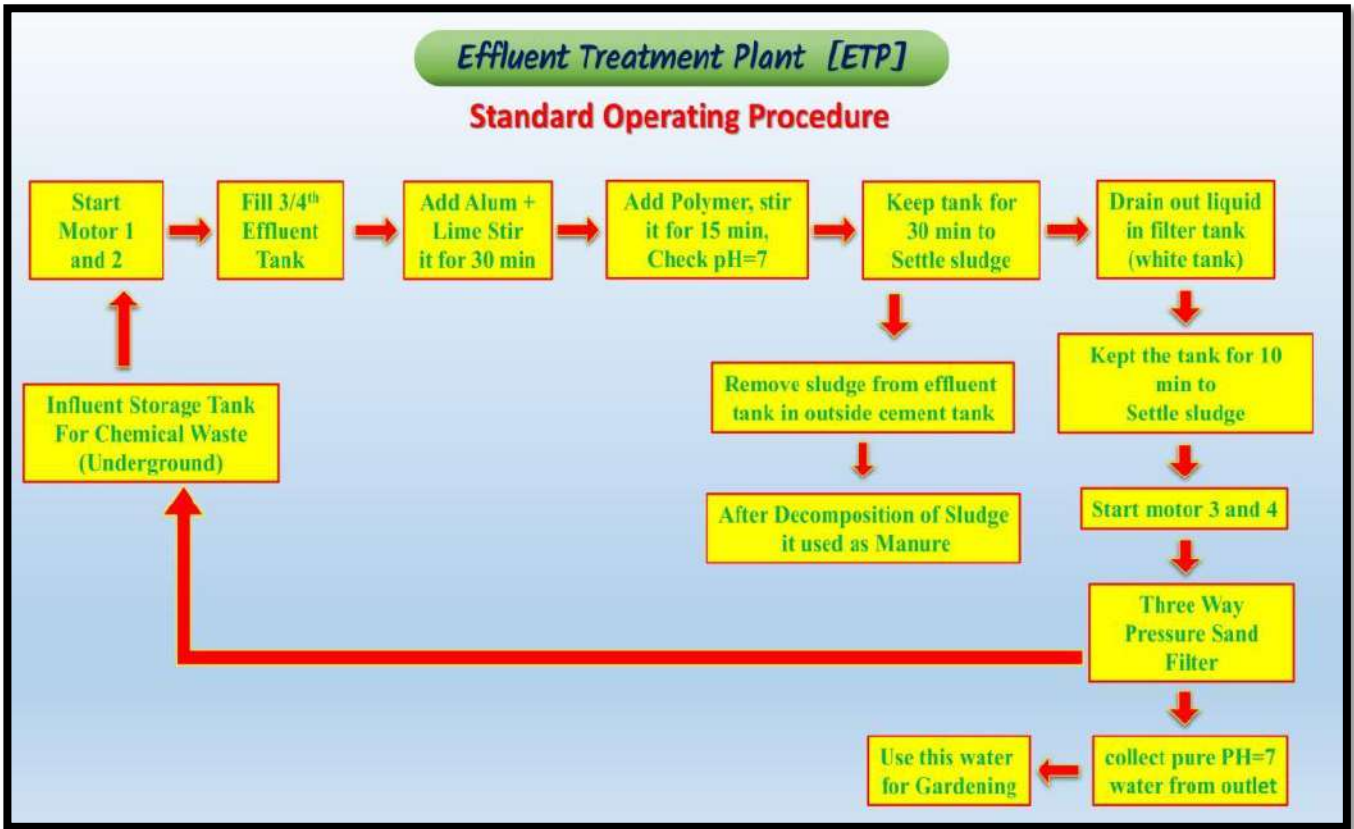 Effluent Treatment Plant [ETP]
Standard Operating Procedure
Start
Motor 1
and 2
Fill 3/4th
Effluent
Tank
Add Alum +
Lime Stir
it for 30 min
Add Polymer, stir
it for 15 min,
Check pH=7
Keep tank for
30 min to
Settle sludge
Drain out liquid
in filter tank
(white tank)
Influent Storage Tank
For Chemical Waste
(Underground)
Remove sludge from effluent
tank in outside cement tank
After Decomposition of Sludge
it used as Manure
Kept the tank for 10
min to
Settle sludge
Start motor 3 and 4
Three Way
Pressure Sand
Filter
collect pure PH=7
water from outlet
Use this water
for Gardening